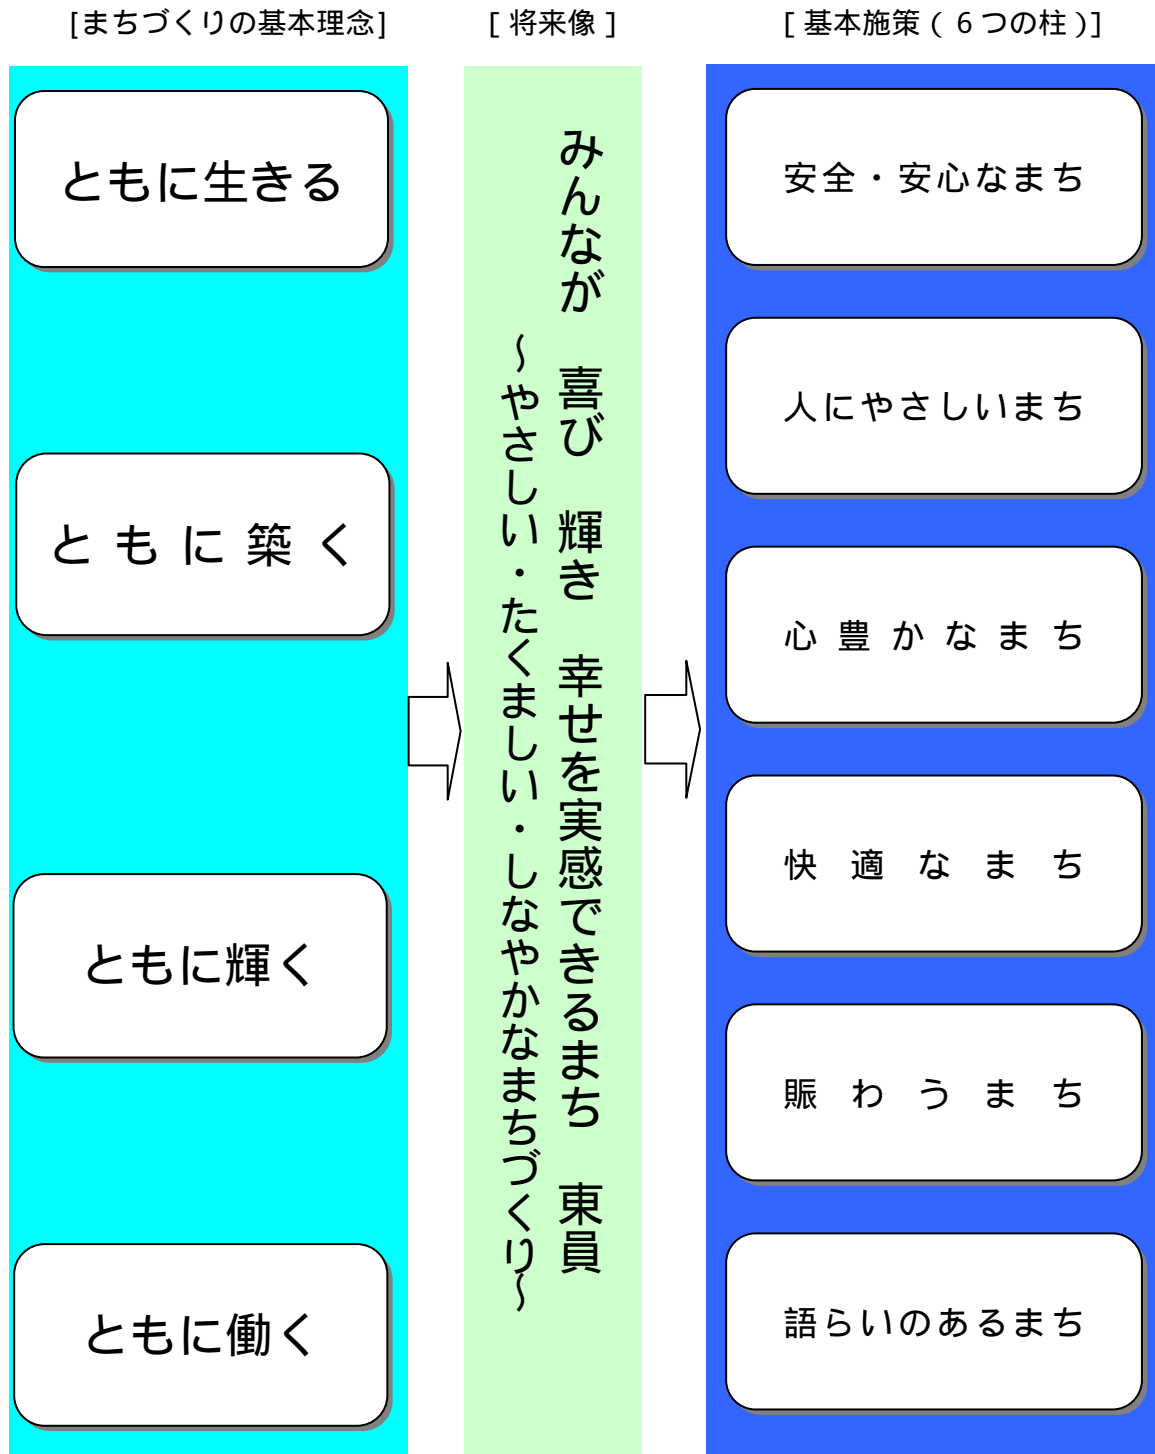 [まちづくりの基本理念]
[ 将来像 ]
[ 基本施策（６つの柱）]
ともに生きる
ともに築く
ともに輝く
ともに働く
みんなが　喜び　輝き　幸せを実感できるまち　東員
～やさしい・たくましい・しなやかなまちづくり～
安全・安心なまち
人にやさしいまち
心豊かなまち
快適なまち
賑わうまち
語らいのあるまち